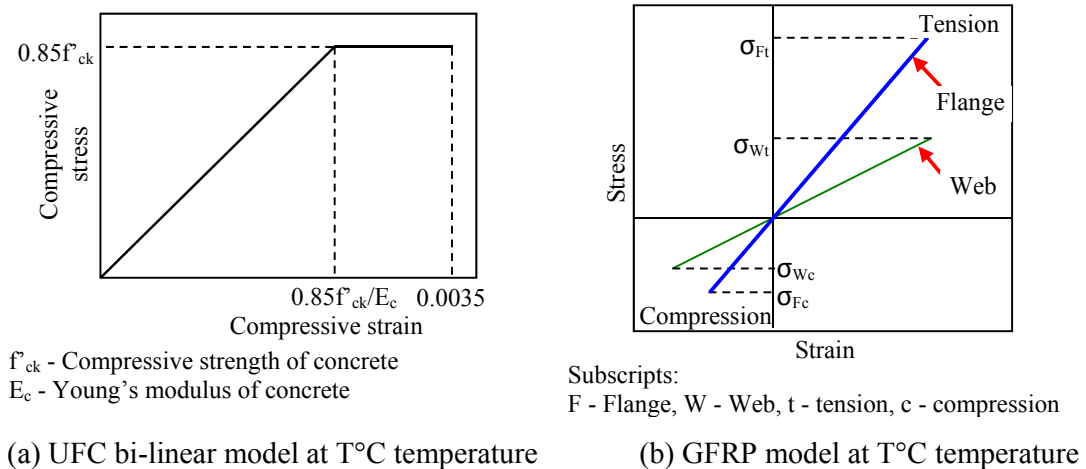 0.85f'ck
Compressive
stress
0.85f'ck/Ec
0.0035
Compressive strain
f'ck - Compressive strength of concrete
Ec - Young's modulus of concrete
(a) UFC bi-linear model at T°C temperature
Tension
σFt
Flange
σWt
Web
Stress
σWc
σFc
Compression
Strain
Subscripts:
F - Flange, W - Web, t - tension, c - compression
(b) GFRP model at T°C temperature